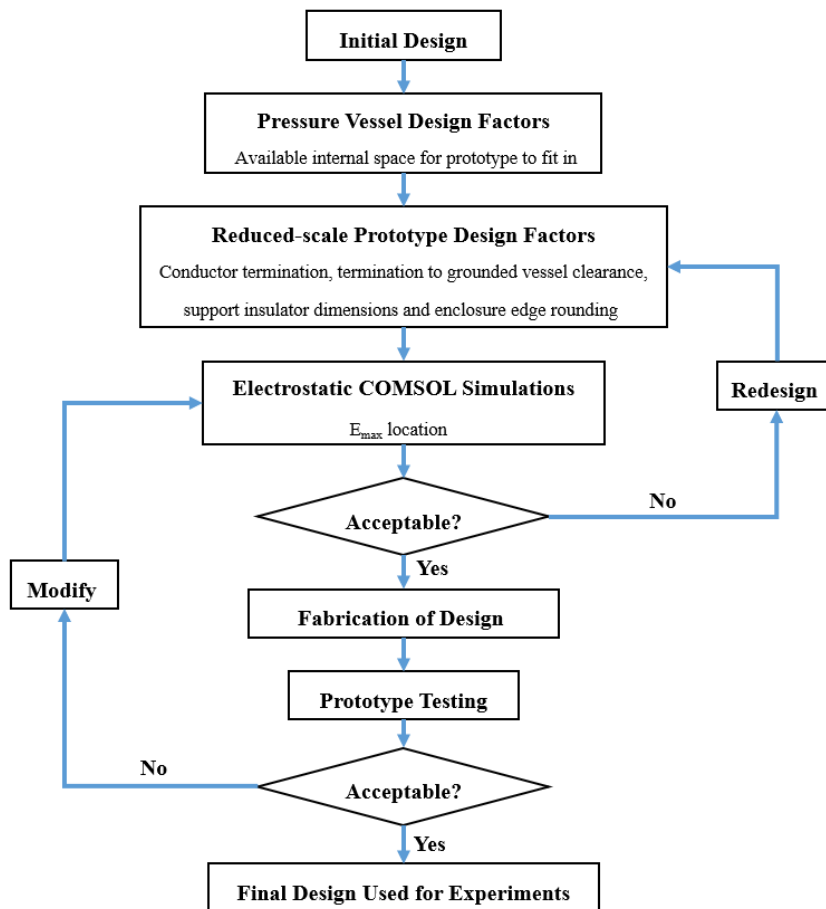 Initial Design
Pressure Vessel Design Factors
Available internal space for prototype to fit in
Reduced-scale Prototype Design Factors
Conductor termination, termination to grounded vessel clearance,
support insulator dimensions and enclosure edge rounding
Electrostatic COMSOL Simulations
Emax location
Redesign
Acceptable?
No
Yes
Modify
Fabrication of Design
Prototype Testing
No
Acceptable?
Yes
Final Design Used for Experiments